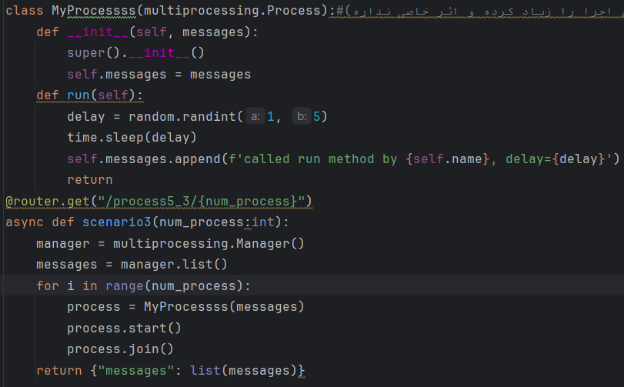 class MyProcessss(multiprocessing.Process):#(اجرا را زیاد کرده و اثر خاصی نداره
    def __init__(self, messages):
        super().__init__()
        self.messages = messages
    def run(self):
        delay = random.randint(a: 1, b: 5)
        time.sleep(delay)
        self.messages.append(f'called run method by {self.name}, delay={delay}')
        return
@router.get("/process5_3/{num_process}")
async def scenario3(num_process:int):
    manager = multiprocessing.Manager()
    messages = manager.list()
    for i in range(num_process):
        process = MyProcessss(messages)
        process.start()
        process.join()
    return {"messages": list(messages)}